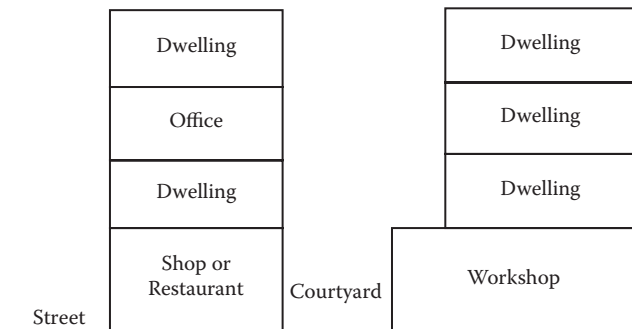 Dwelling
Office
Dwelling
Shop or
Restaurant
Street
Courtyard
Dwelling
Dwelling
Dwelling
Workshop